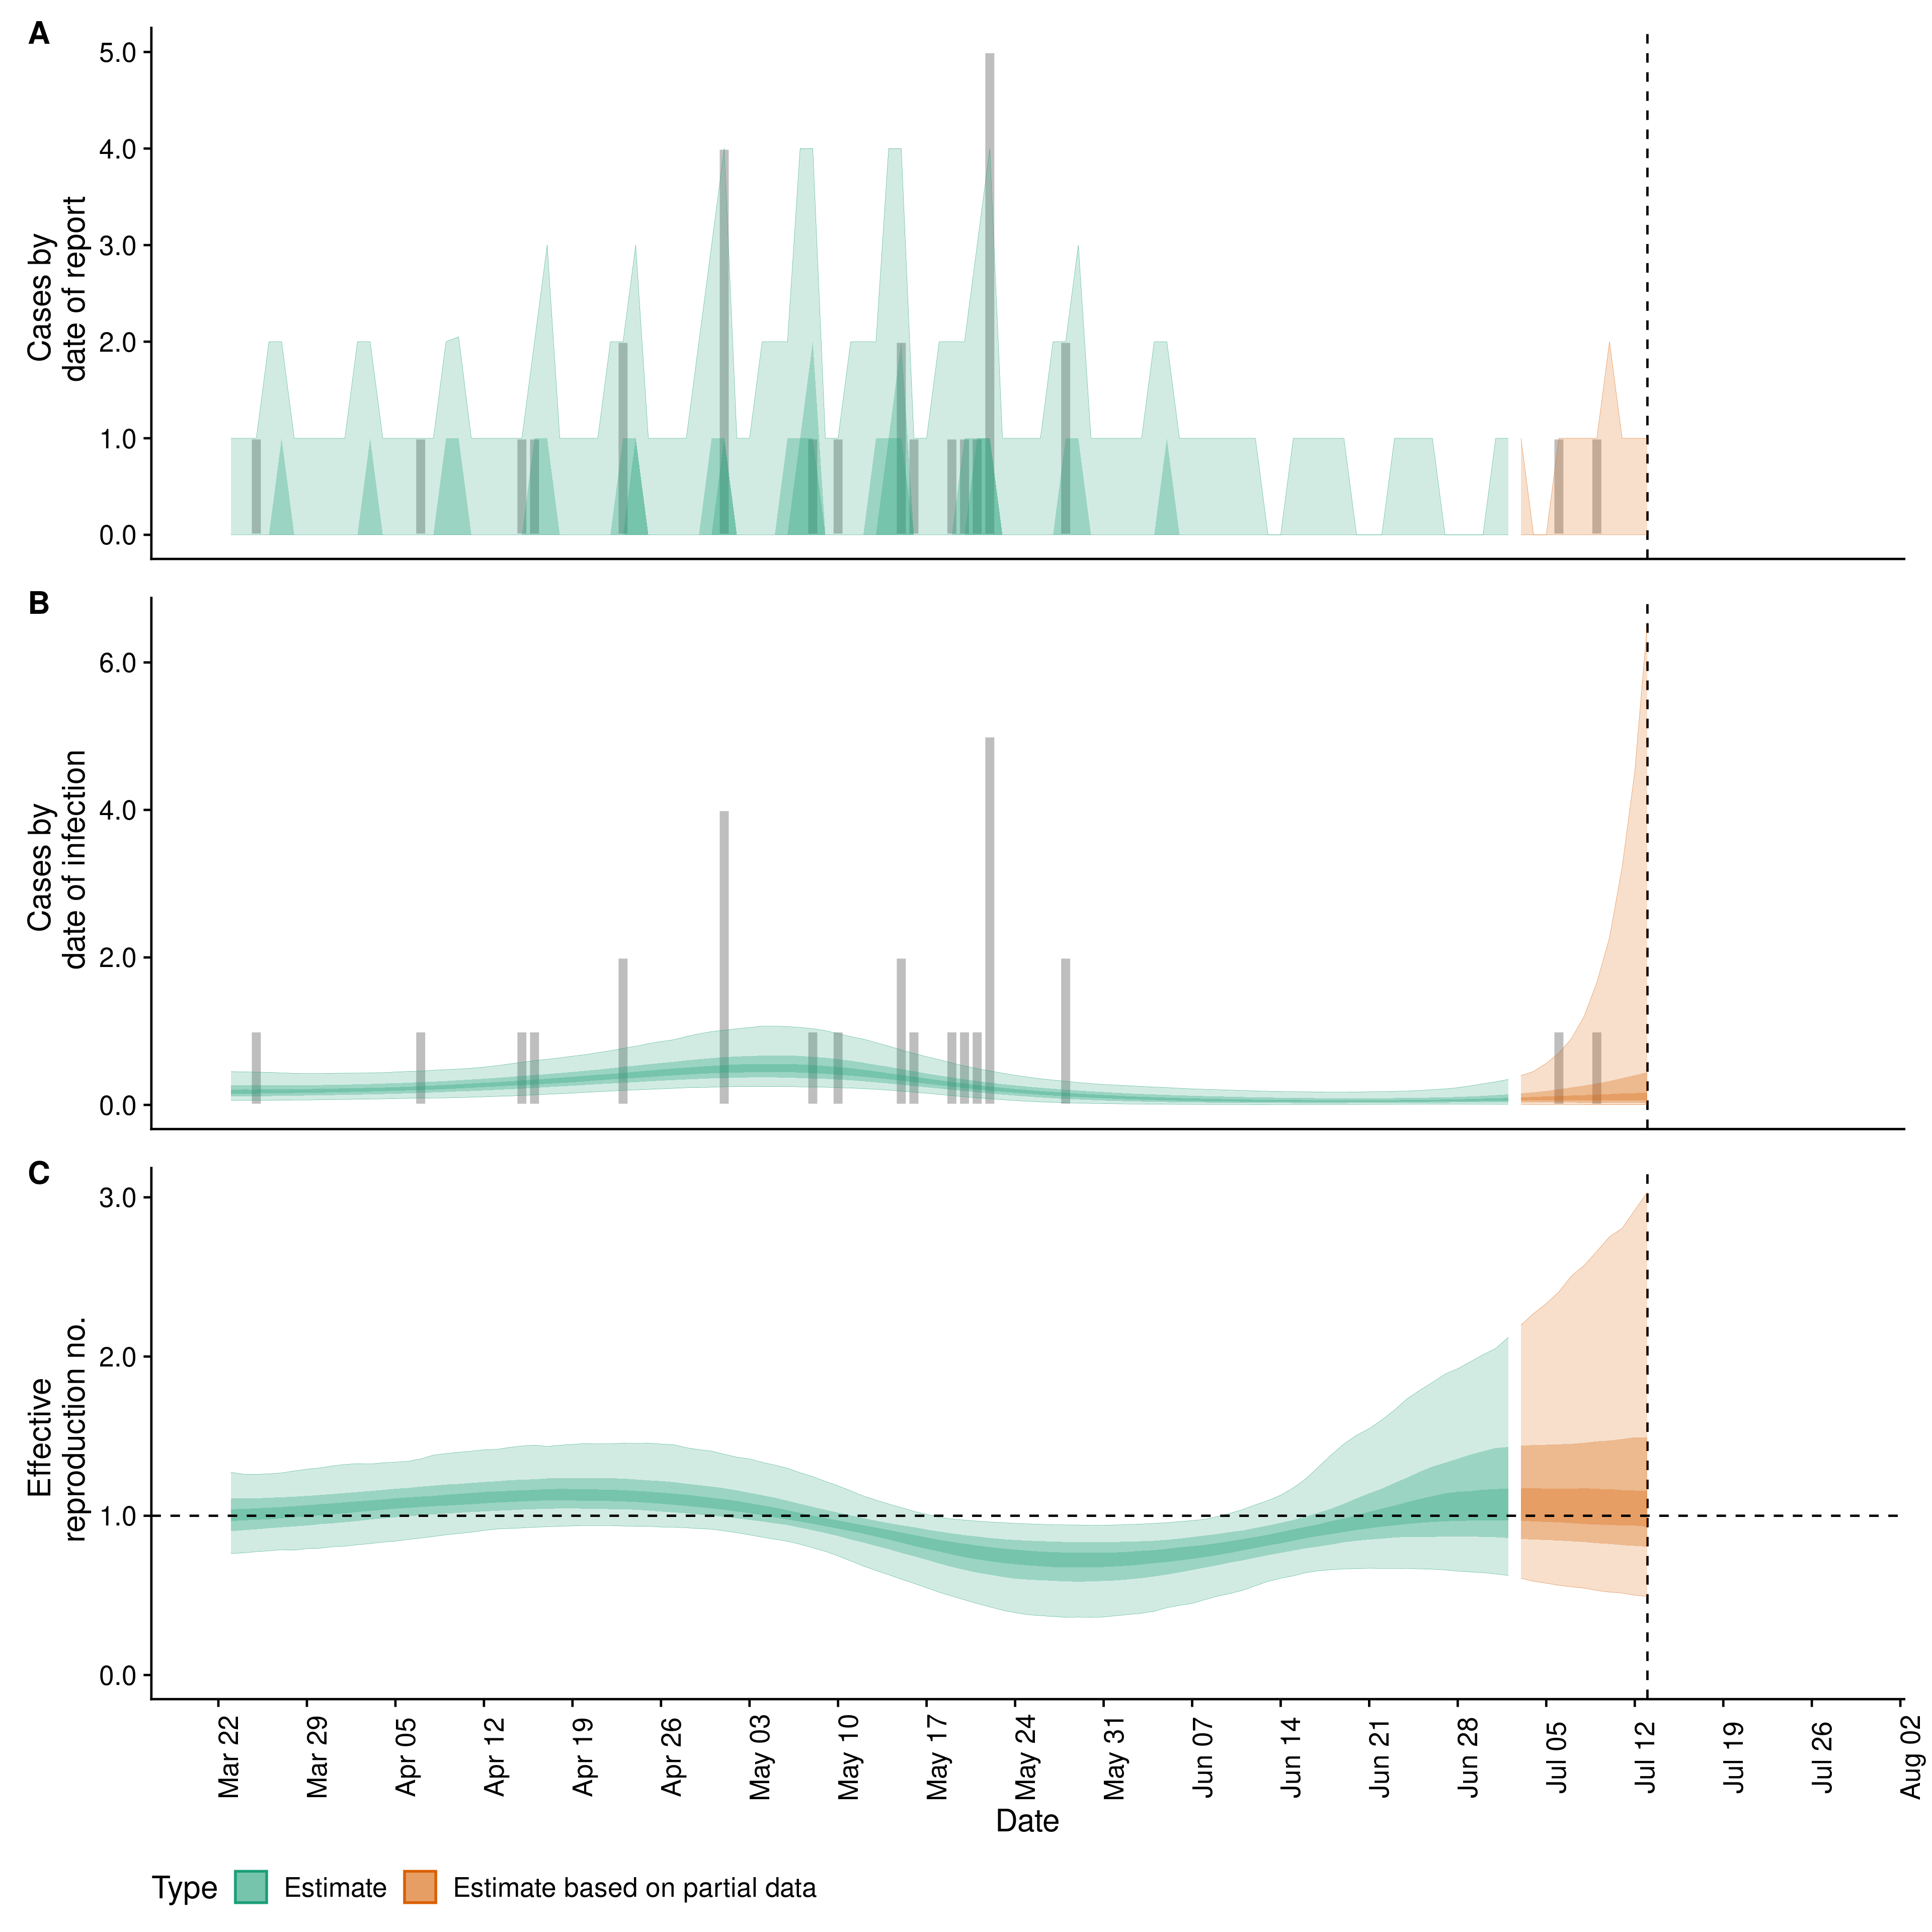 A
Cases by
date of report
5.0
4.0
3.0
2.0
1.0
0.0
B
Cases by
date of infection
6.0
4.0
2.0
0.0
C
Effective
reproduction no.
3.0
2.0
1.0
0.0
Mar 22
Mar 29
Apr 05
Apr 12
Apr 19
Apr 26
May 03
May 10
May 17
May 24
May 31
Jun 07
Jun 14
Jun 21
Jun 28
Jul 05
Jul 12
Jul 19
Jul 26
Aug 02
Date
Type Estimate Estimate based on partial data